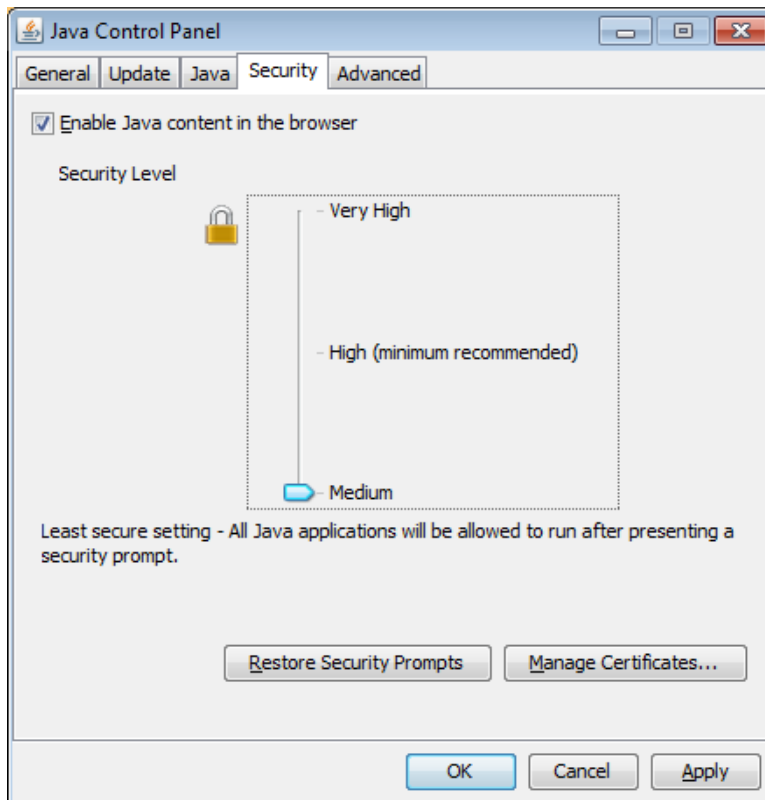 Java Control Panel
General Update Java Security Advanced
Enable Java content in the browser
Security Level
Very High
High (minimum recommended)
Medium
Least secure setting - All Java applications will be allowed to run after presenting a
security prompt.
Restore Security Prompts Manage Certificates...
OK Cancel Apply